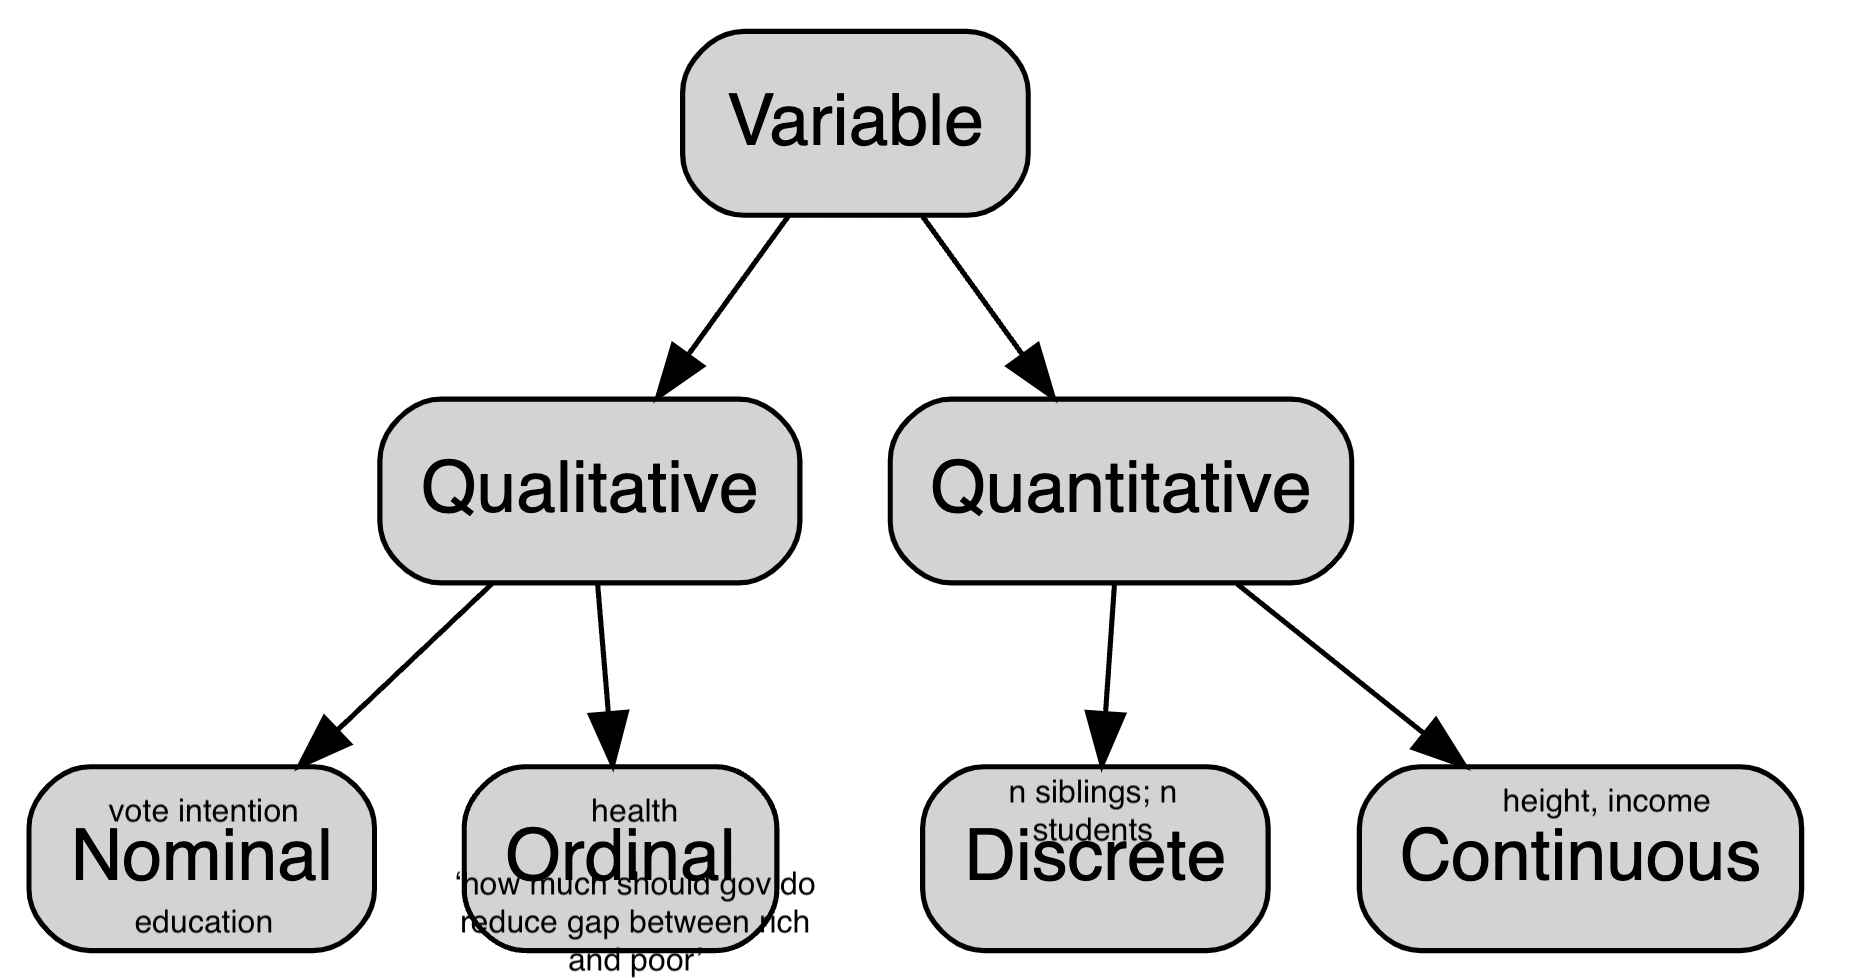 Variable
Qualitative
Quantitative
vote intention
Nominal
education
health
Ordinal
‘how much should gov do
reduce gap between rich
and poor’
n siblings; n
students
Discrete
height, income
Continuous